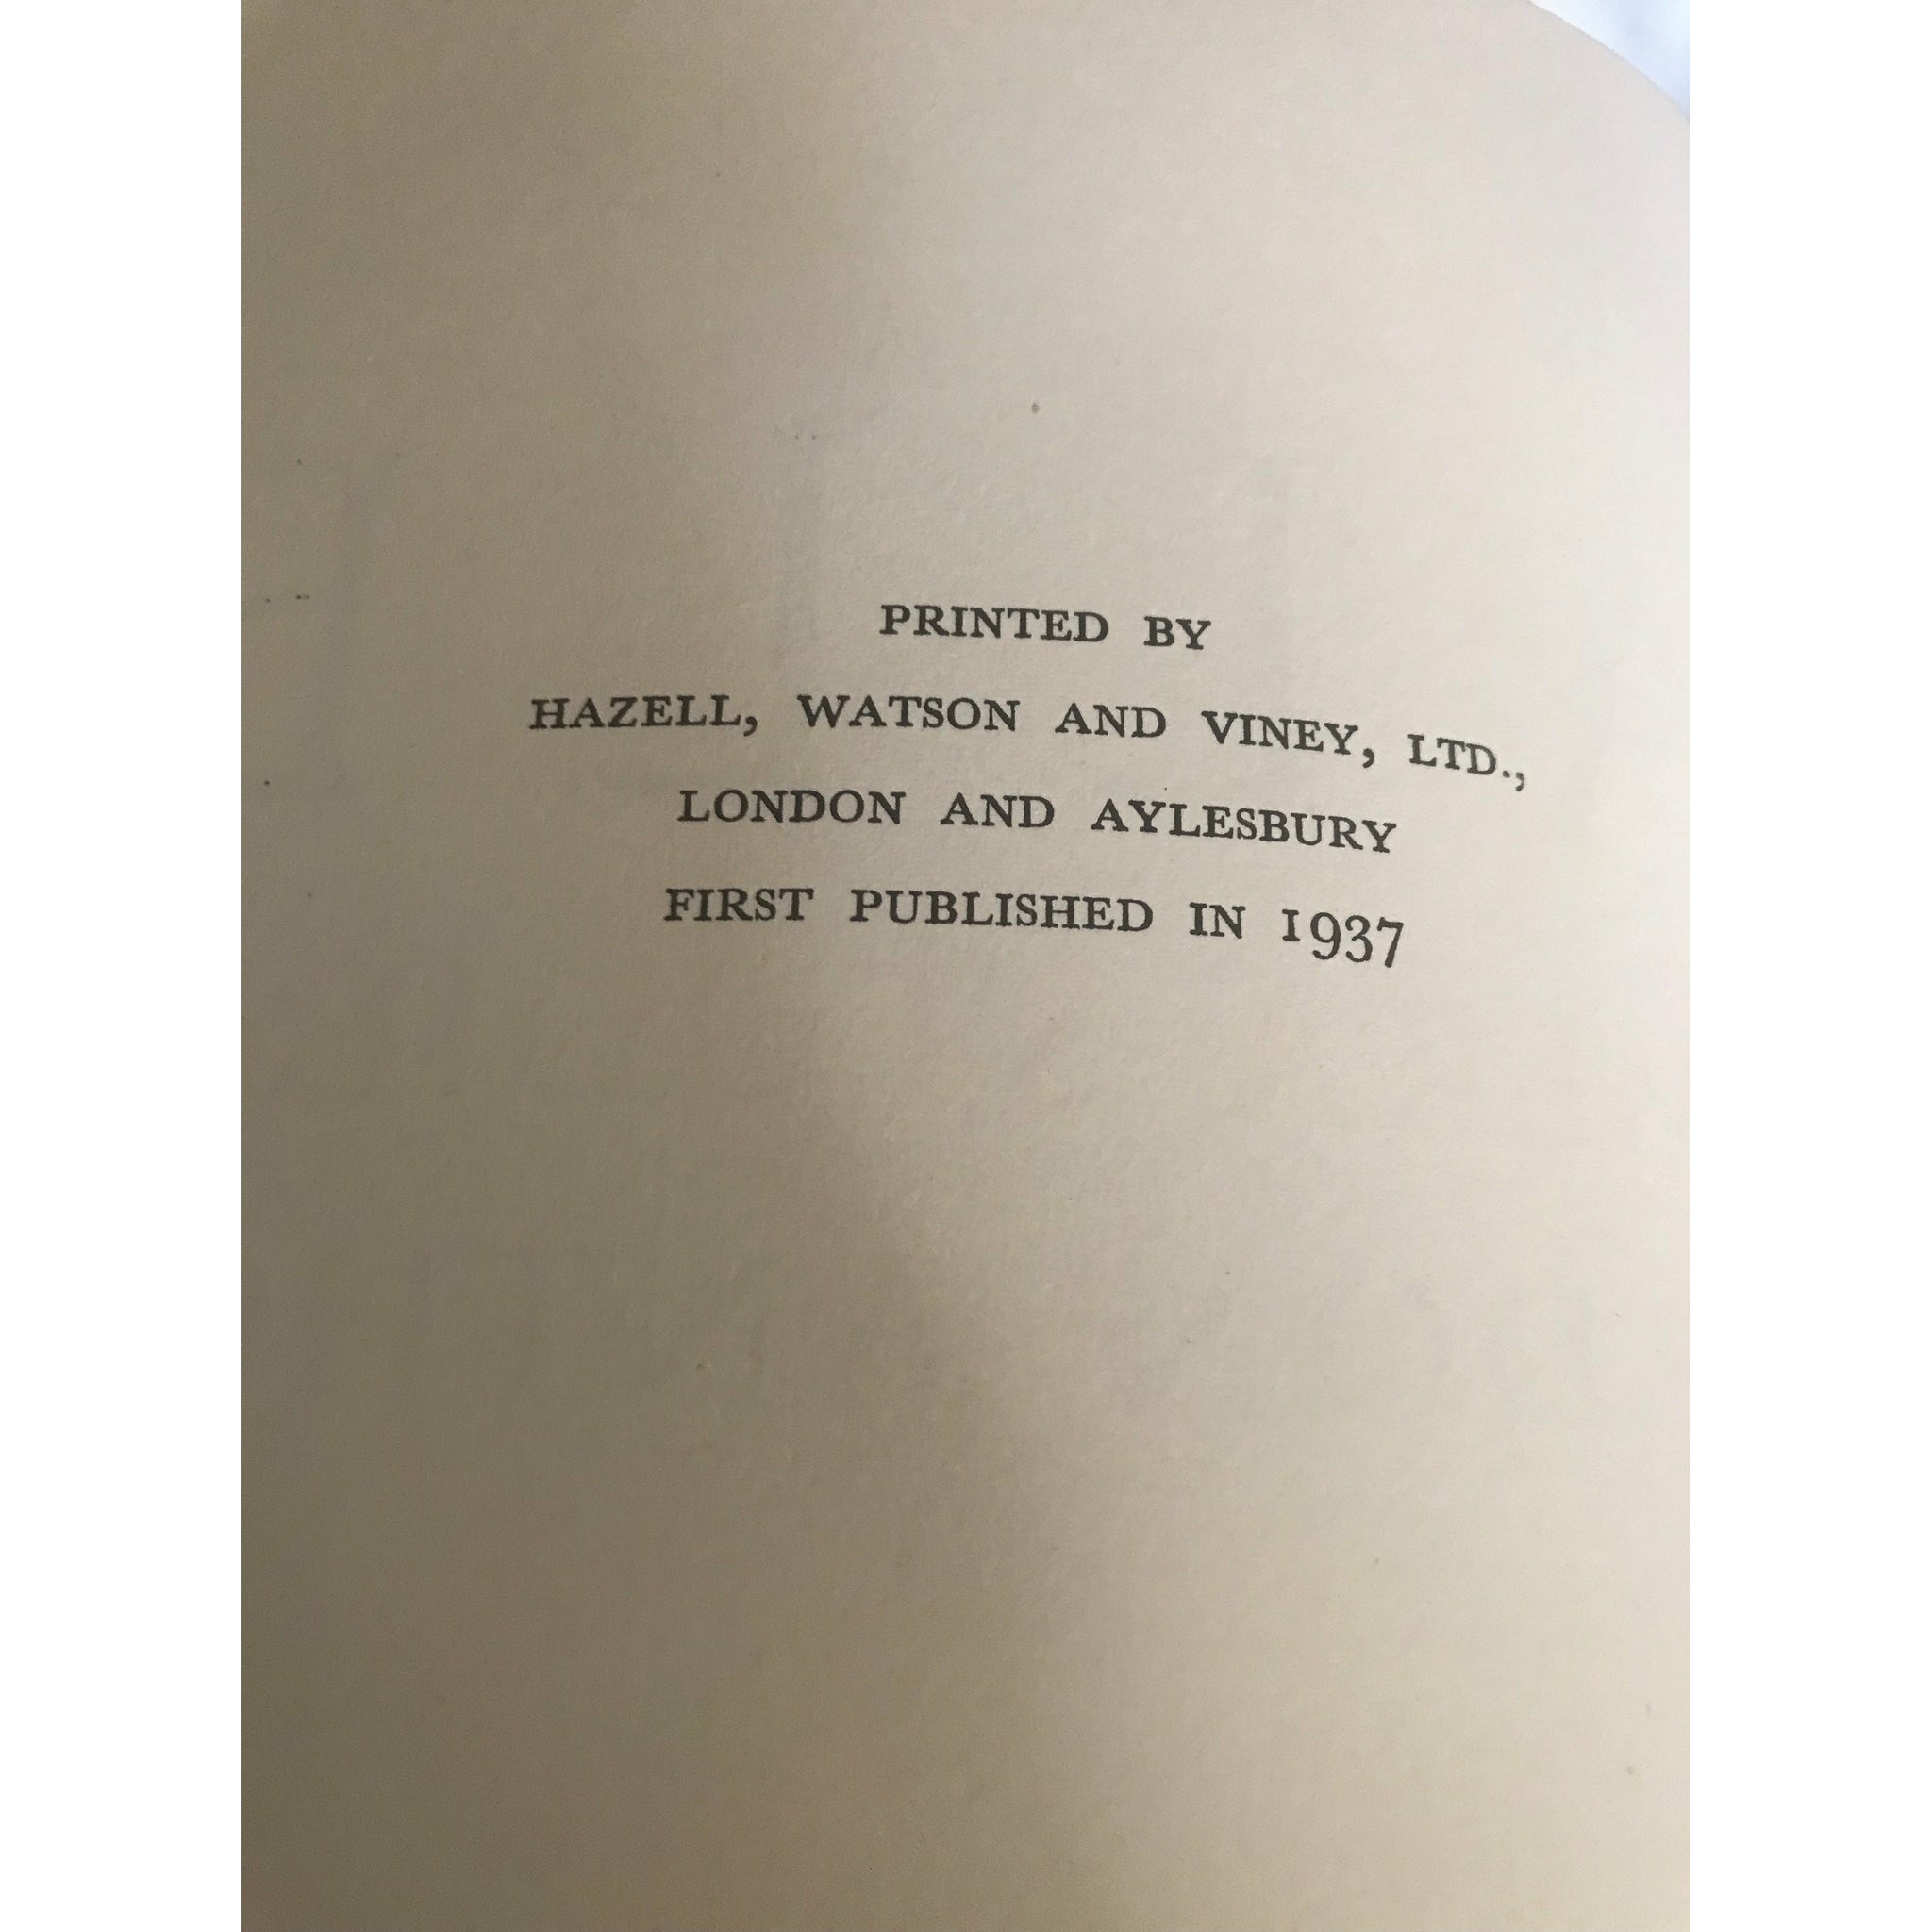 PRINTED BY
HAZELL, WATSON AND VINEY, LTD.,
LONDON AND AYLESBURY
FIRST PUBLISHED IN 1937